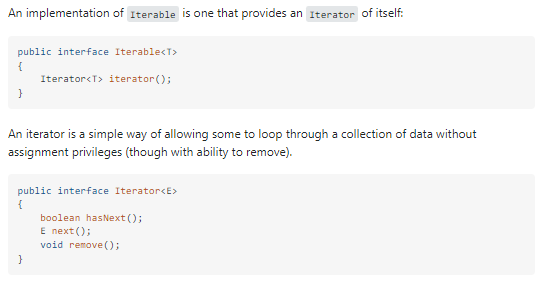 An implementation of Iterable is one that provides an Iterator of itself:
public interface Iterable<T>
{
    Iterator<T> iterator();
}
An iterator is a simple way of allowing some to loop through a collection of data without
assignment privileges (though with ability to remove).
public interface Iterator<E>
{
    boolean hasNext();
    E next();
    void remove();
}